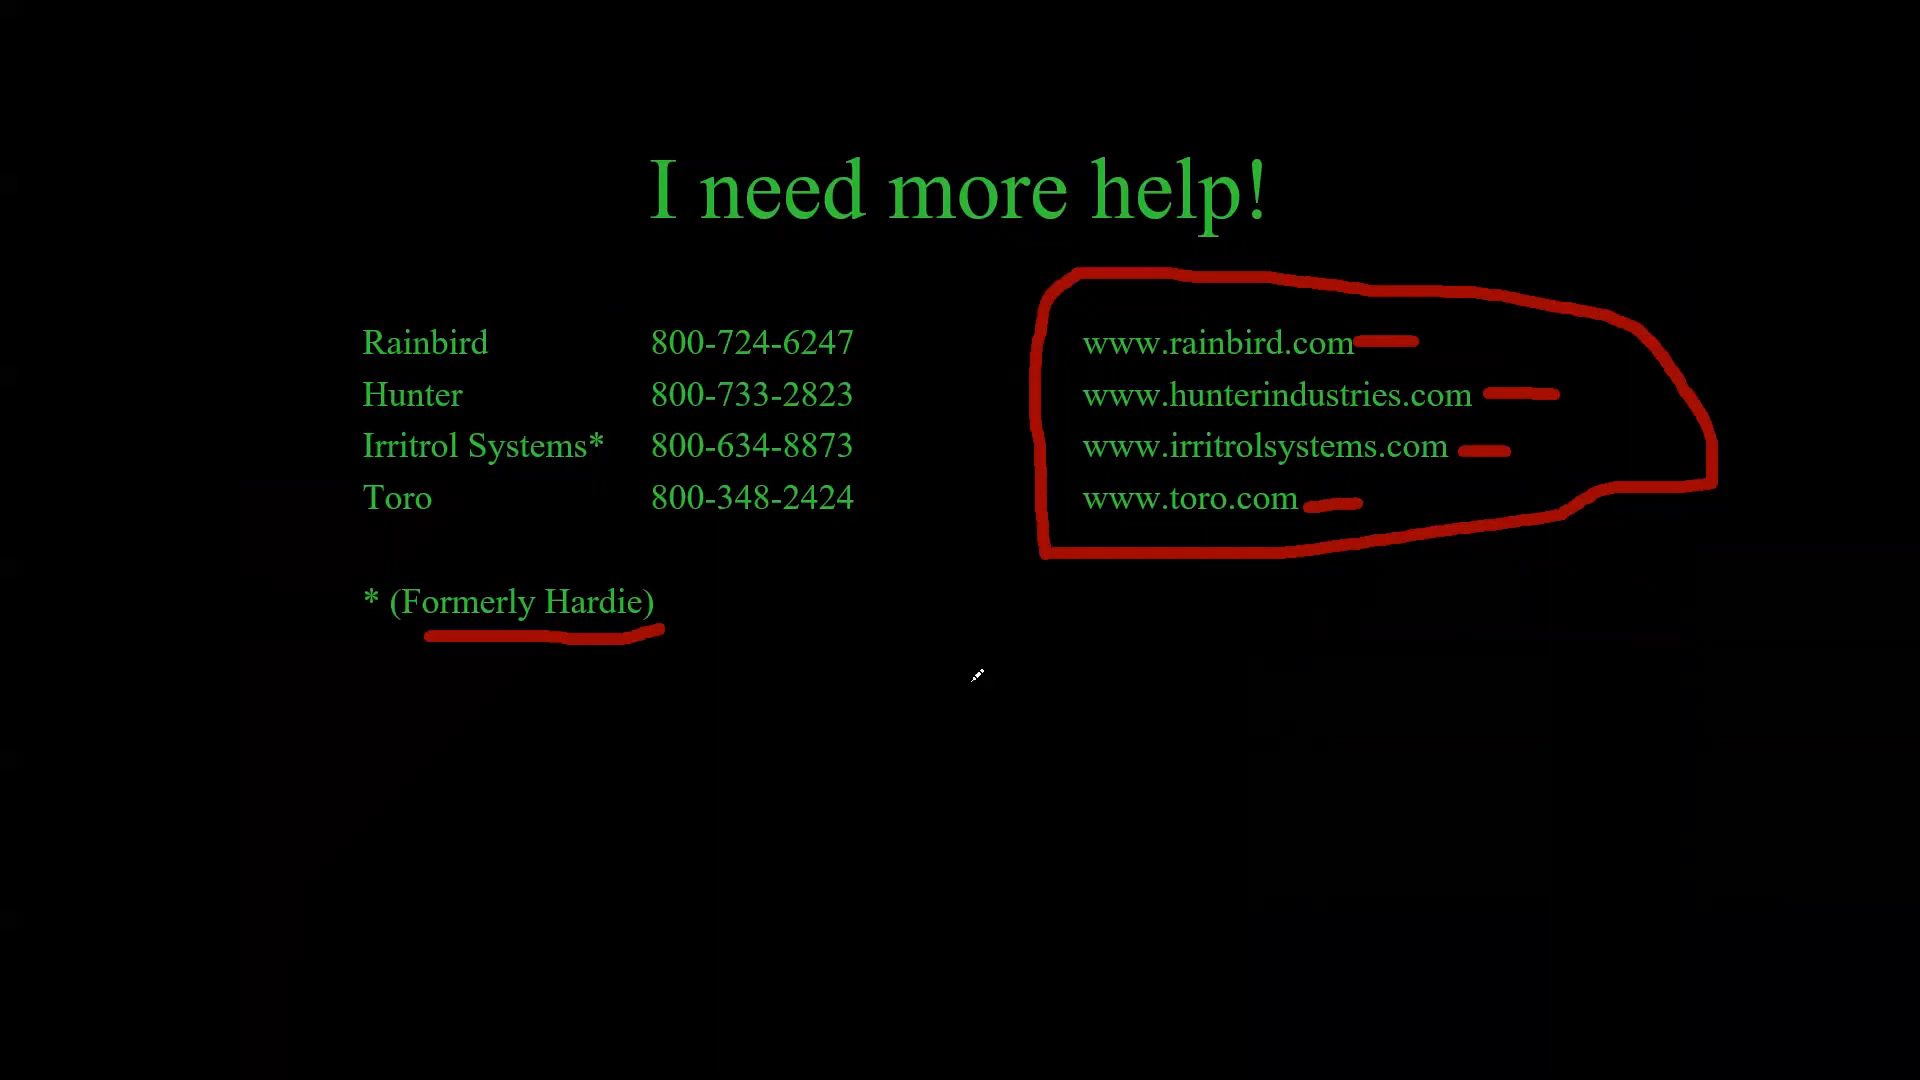 I need more help!
Rainbird 800-724-6247 www.rainbird.com
Hunter 800-733-2823 www.hunterindustries.com
Irritrol Systems* 800-634-8873 www.irritrolsystems.com
Toro 800-348-2424 www.toro.com
* (Formerly Hardie)